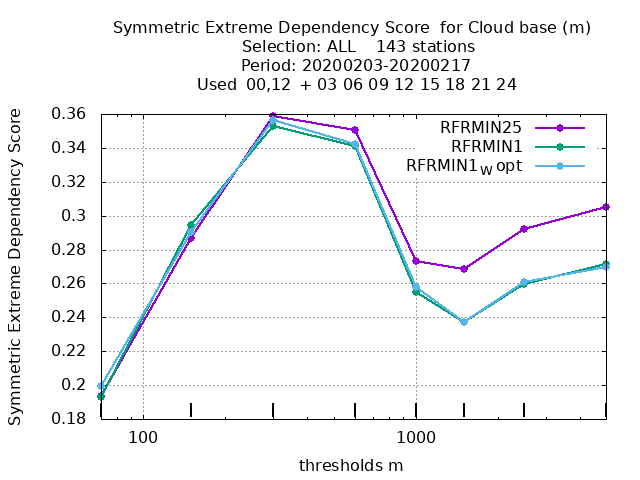 Symmetric Extreme Dependency Score for Cloud base (m)
Selection: ALL 143 stations
Period: 20200203-20200217
Used 00,12 + 03 06 09 12 15 18 21 24
Symmetric Extreme Dependency Score
0.36
0.34
0.32
0.3
0.28
0.26
0.24
0.22
0.2
0.18
RFRMIN25
RFRMIN1
RFRMIN1W opt
100
1000
thresholds m